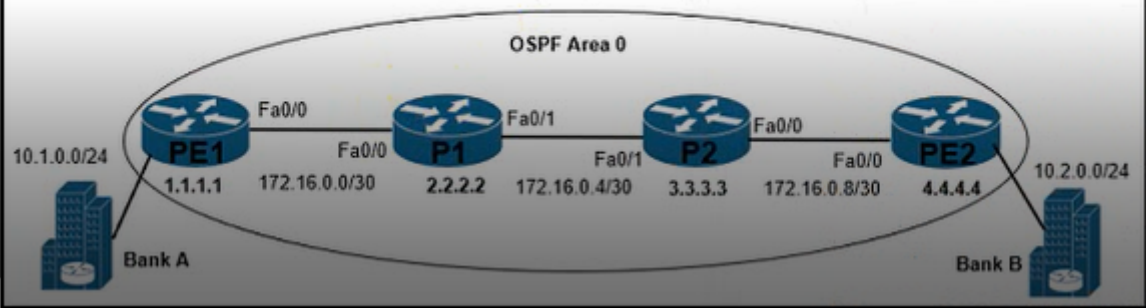 OSPF Area 0
Fa0/0
Fa0/0
PE1
1.1.1.1
10.1.0.0/24
172.16.0.0/30
Bank A
P1
2.2.2.2
Fa0/1
Fa0/1
172.16.0.4/30
P2
3.3.3.3
Fa0/0
Fa0/0
172.16.0.8/30
PE2
4.4.4.4
10.2.0.0/24
Bank B